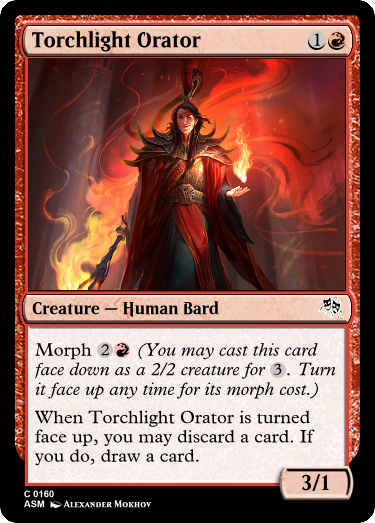 Torchlight Orator 1
Creature — Human Bard
Morph 2 (You may cast this card
face down as a 2/2 creature for 3. Turn
it face up any time for its morph cost.)
When Torchlight Orator is turned
face up, you may discard a card. If
you do, draw a card.
3/1
C 0160
ASM Alexander Mokhov